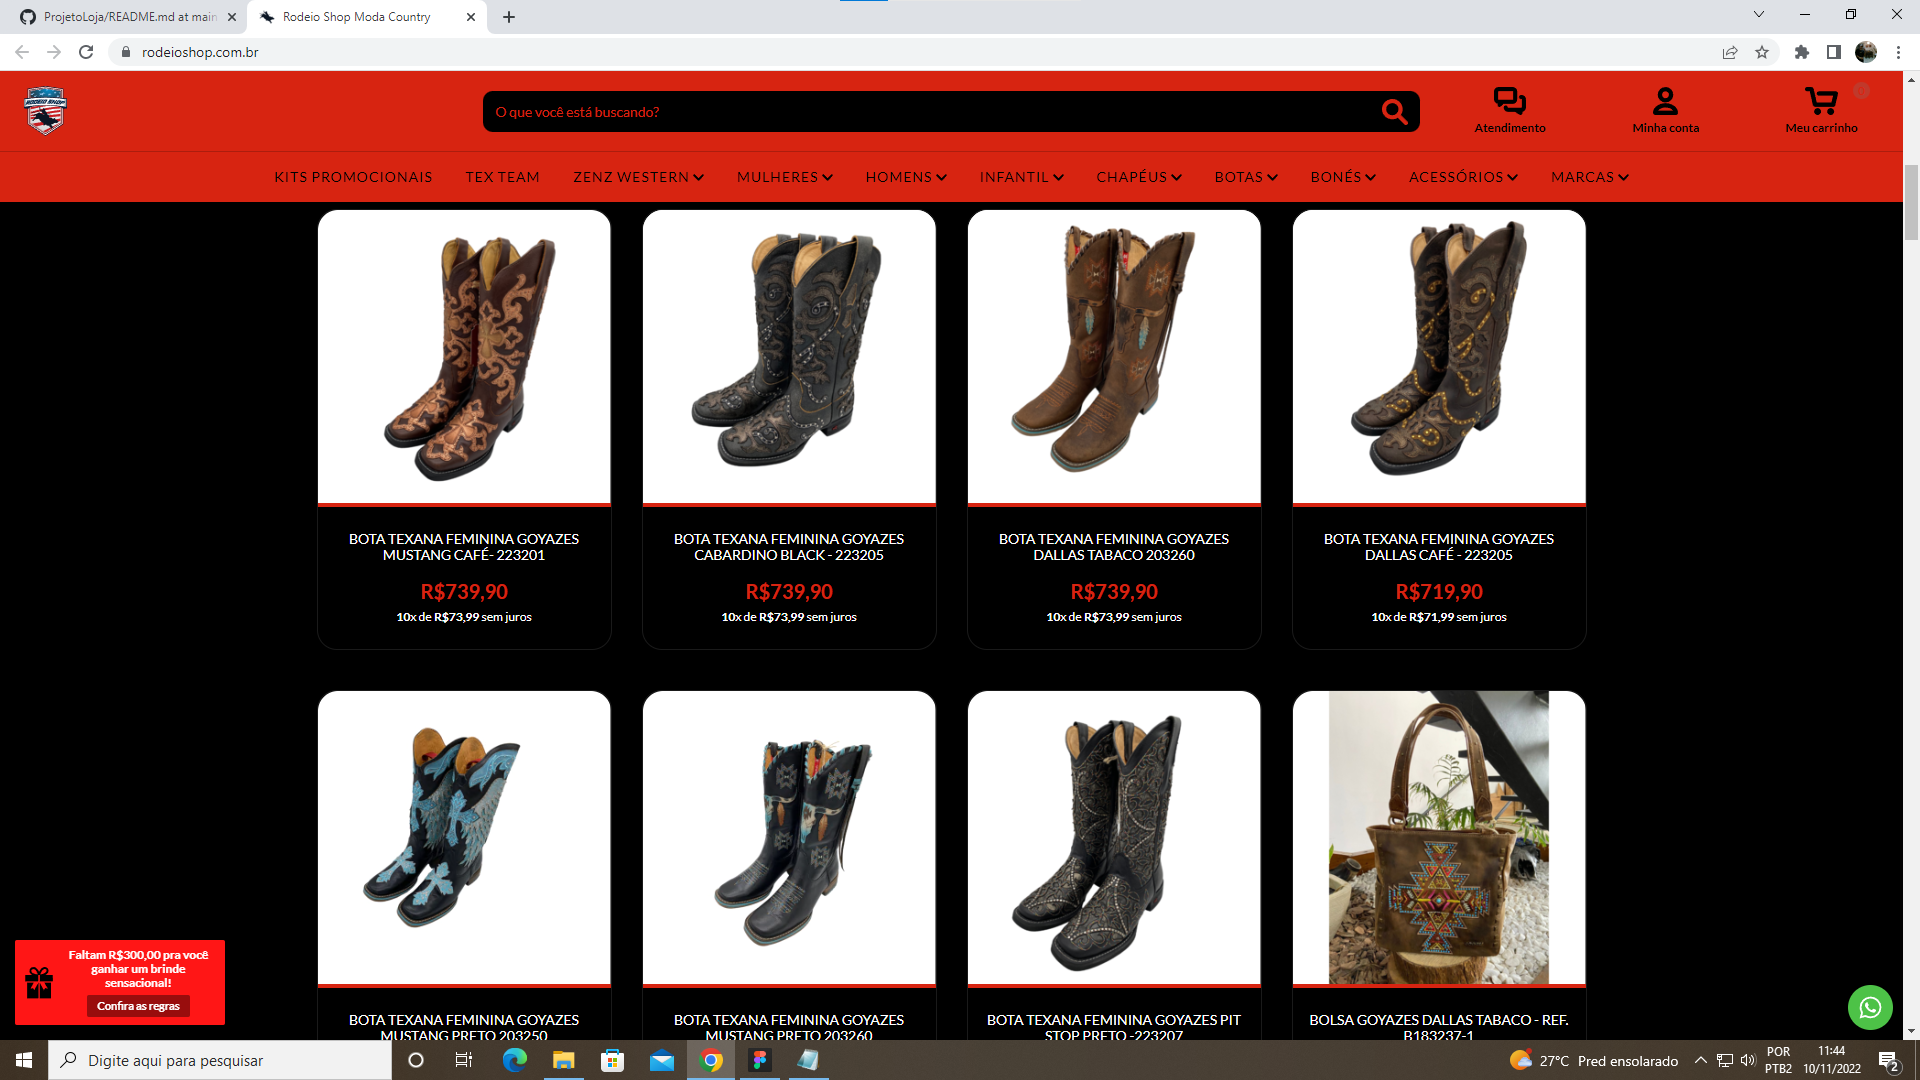 ProjetoLoja/README.md at main
Rodeio Shop Moda Country
rodeioshop.com.br
RODEIO SHOP
O que você está buscando?
Atendimento
Minha conta
0
Meu carrinho
KITS PROMOCIONAIS
TEX TEAM
ZENZ WESTERN
MULHERES
HOMENS
INFANTIL
CHAPÉUS
BOTAS
BONÉS
ACESSÓRIOS
MARCAS
BOTA TEXANA FEMININA GOYAZES
MUSTANG CAFÉ- 223201
R$739,90
10x de R$73,99 sem juros
BOTA TEXANA FEMININA GOYAZES
CABARDINO BLACK - 223205
R$739,90
10x de R$73,99 sem juros
BOTA TEXANA FEMININA GOYAZES
DALLAS TABACO 203260
R$739,90
10x de R$73,99 sem juros
BOTA TEXANA FEMININA GOYAZES
DALLAS CAFÉ - 223205
R$719,90
10x de R$71,99 sem juros
BOTA TEXANA FEMININA GOYAZES
MUSTANG PRETO 203250
BOTA TEXANA FEMININA GOYAZES
MUSTANG PRETO 203260
BOTA TEXANA FEMININA GOYAZES PIT
STOP PRETO -223207
BOLSA GOYAZES DALLAS TABACO - REF.
B183237-1
Faltam R$300,00 pra você
ganhar um brinde
sensacional!
Confira as regras
Digite aqui para pesquisar
27°C Pred ensolarado
POR
PTB2
11:44
10/11/2022
2